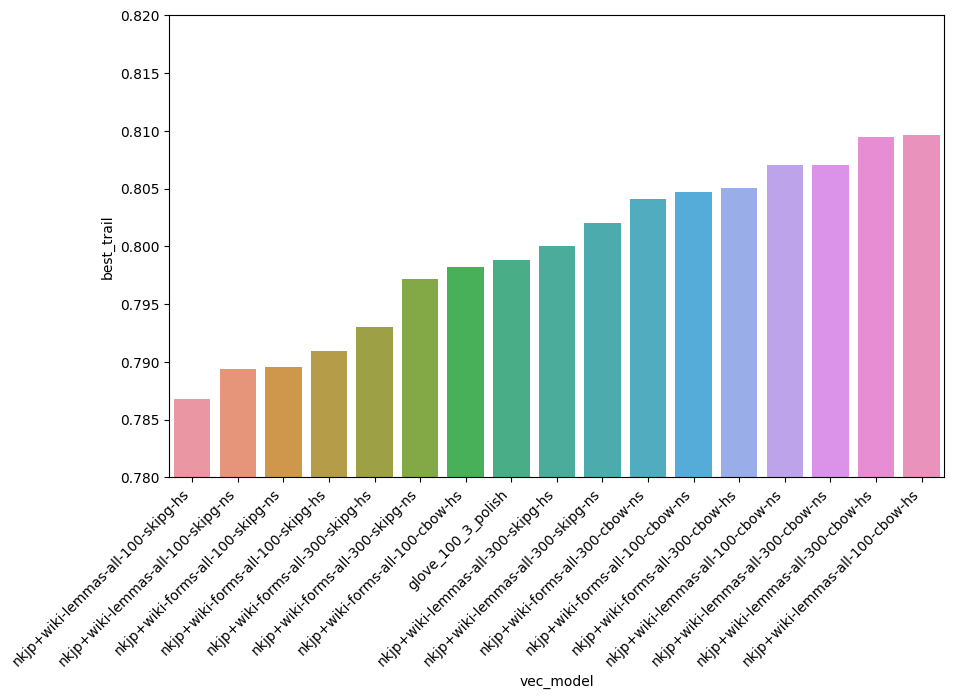 0.820
0.815
0.810
0.805
0.800
0.795
0.790
0.785
0.780
best_trail
nkjp+wiki-lemmas-all-100-skipg-hs
nkjp+wiki-lemmas-all-100-skipg-ns
nkjp+wiki-forms-all-100-skipg-ns
nkjp+wiki-forms-all-100-skipg-hs
nkjp+wiki-forms-all-300-skipg-hs
nkjp+wiki-forms-all-300-skipg-ns
nkjp+wiki-forms-all-100-cbow-hs
glove_100_3_polish
nkjp+wiki-lemmas-all-300-skipg-hs
nkjp+wiki-lemmas-all-300-skipg-ns
nkjp+wiki-forms-all-300-cbow-ns
nkjp+wiki-forms-all-100-cbow-ns
nkjp+wiki-forms-all-300-cbow-hs
nkjp+wiki-lemmas-all-100-cbow-ns
nkjp+wiki-lemmas-all-300-cbow-ns
nkjp+wiki-lemmas-all-300-cbow-hs
nkjp+wiki-lemmas-all-100-cbow-hs
vec_model